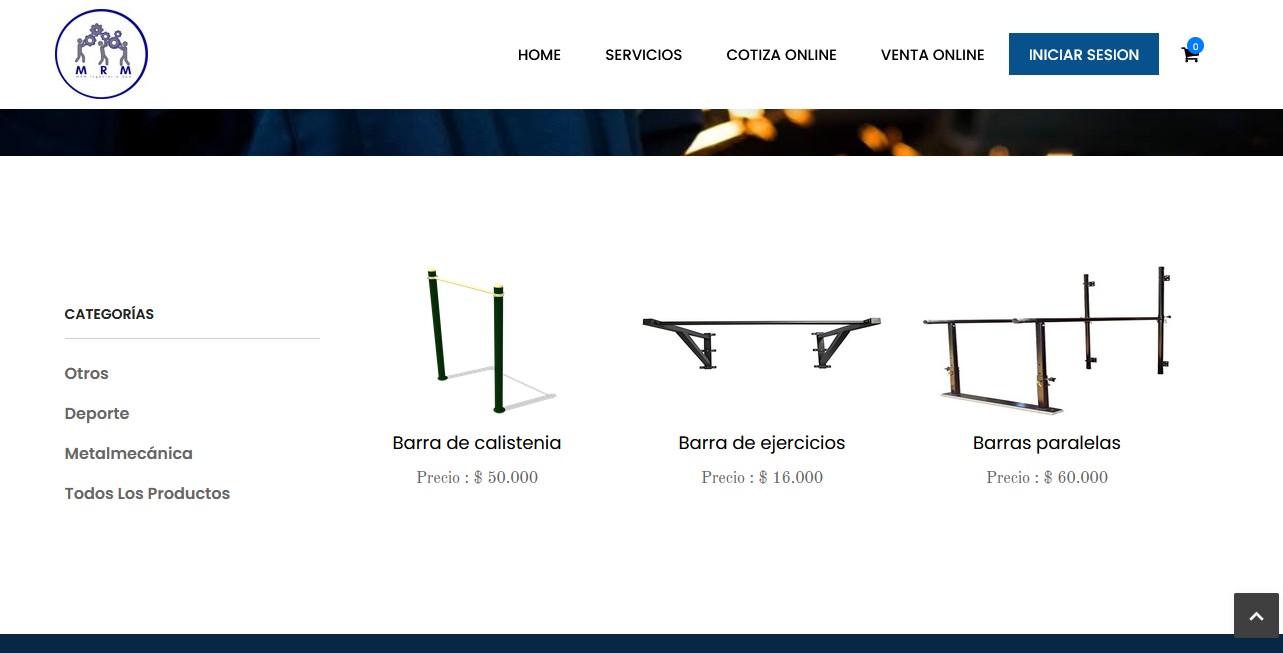 M R M
HOME
SERVICIOS
COTIZA ONLINE
VENTA ONLINE
INICIAR SESION
0
CATEGORÍAS
Otros
Deporte
Metalmecánica
Todos Los Productos
Barra de calistenia
Precio : $ 50.000
Barra de ejercicios
Precio : $ 16.000
Barras paralelas
Precio : $ 60.000